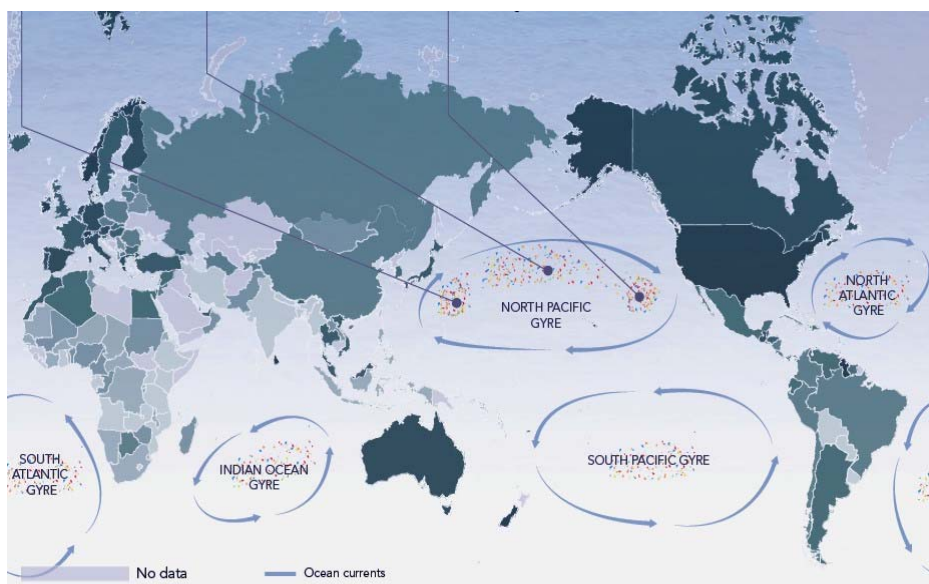 NORTH PACIFIC
GYRE
NORTH
ATLANTIC
GYRE
SOUTH
ATLANTIC
GYRE
INDIAN OCEAN
GYRE
SOUTH PACIFIC GYRE
No data
Ocean currents